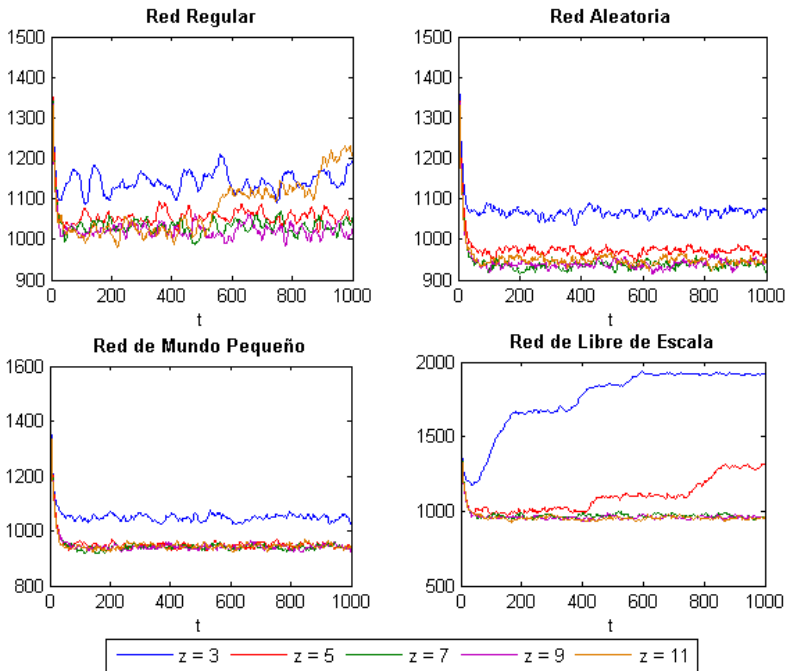 Red Regular
1500
1400
1300
1200
1100
1000
900
0 200 400 600 800 1000
t
Red Aleatoria
1500
1400
1300
1200
1100
1000
900
0 200 400 600 800 1000
t
Red de Mundo Pequeño
1600
1400
1200
1000
800
0 200 400 600 800 1000
t
Red de Libre de Escala
2000
1500
1000
500
0 200 400 600 800 1000
t
z = 3 z = 5 z = 7 z = 9 z = 11